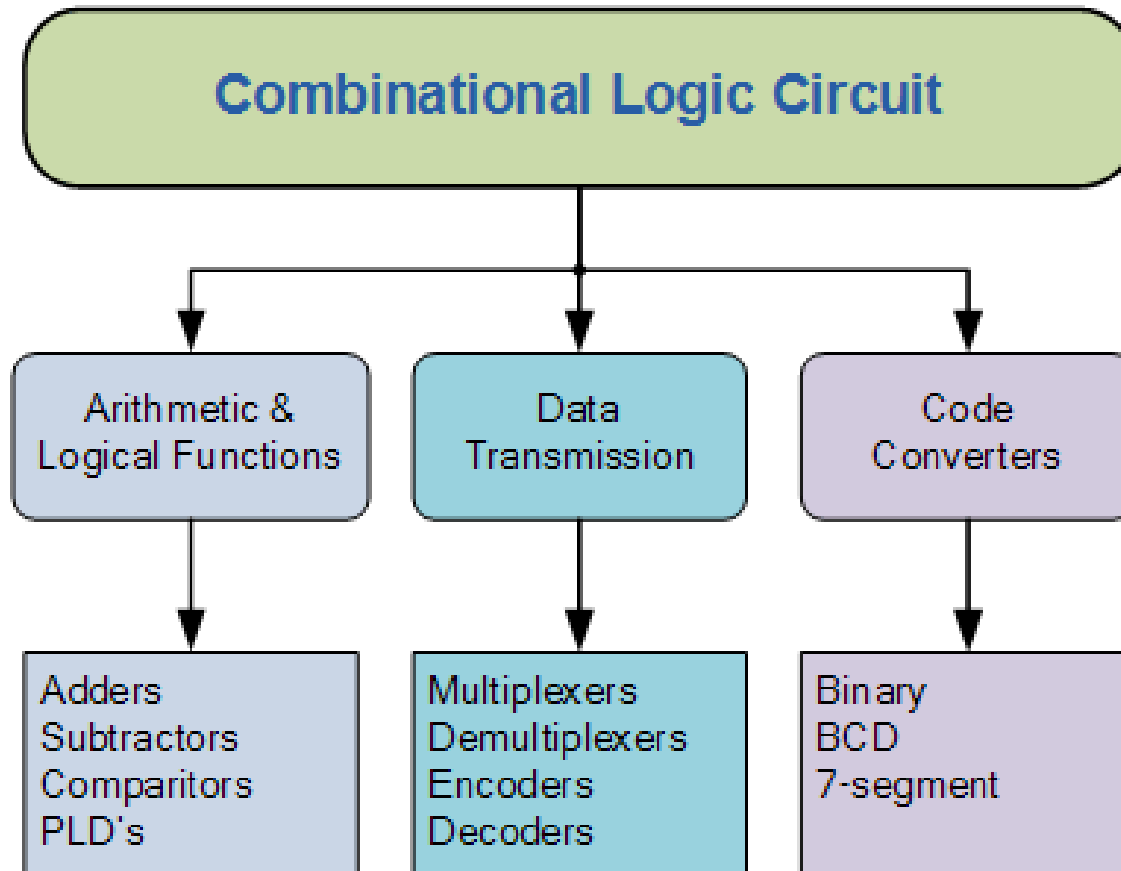 Combinational Logic Circuit
Arithmetic &
Logical Functions
Data
Transmission
Code
Converters
Adders
Subtractors
Comparitors
PLD's
Multiplexers
Demultiplexers
Encoders
Decoders
Binary
BCD
7-segment